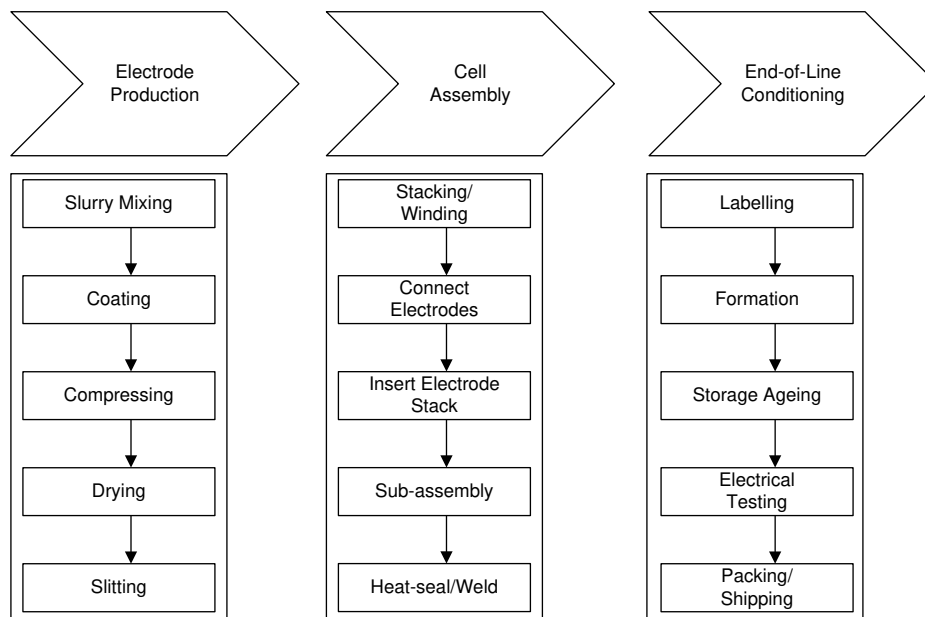 Electrode
Production
Cell
Assembly
End-of-Line
Conditioning
Slurry Mixing
Coating
Compressing
Drying
Slitting
Stacking/
Winding
Connect
Electrodes
Insert Electrode
Stack
Sub-assembly
Heat-seal/Weld
Labelling
Formation
Storage Ageing
Electrical
Testing
Packing/
Shipping